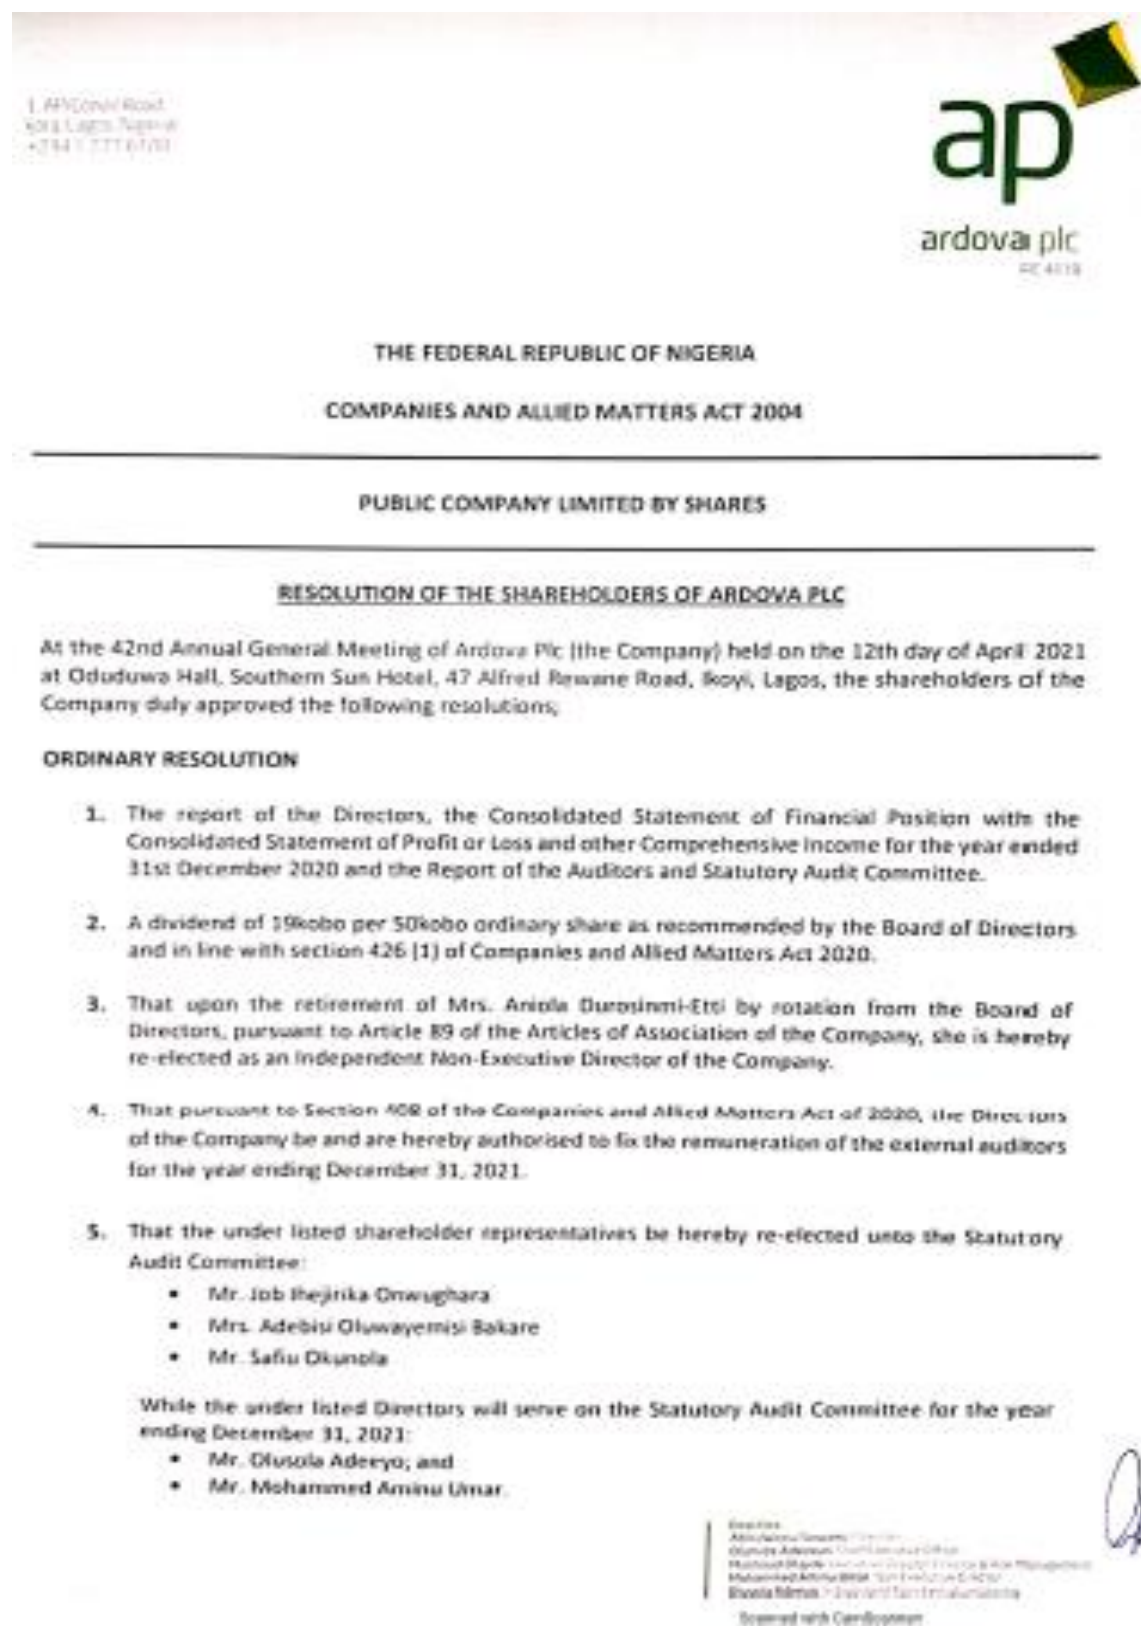 ap
ardova plc
THE FEDERAL REPUBLIC OF NIGERIA
COMPANIES AND ALLIED MATTERS ACT 2004
PUBLIC COMPANY LIMITED BY SHARES
RESOLUTION OF THE SHAREHOLDERS OF ARDOVA PLC
At the 42nd Annual General Meeting of Ardova Plc (the Company) held on the 12th day of April 2021
at Oduduwa Hall, Southern Sun Hotel, 47 Alfred Rewane Road, Ikoyi, Lagos, the shareholders of the
Company duly approved the following resolutions;
ORDINARY RESOLUTION
1. The report of the Directors, the Consolidated Statement of Financial Position with the
Consolidated Statement of Profit or Loss and other Comprehensive Income for the year ended
31st December 2020 and the Report of the Auditors and Statutory Audit Committee.
2. A dividend of 19kobo per 50kobo ordinary share as recommended by the Board of Directors
and in line with section 426 (1) of Companies and Allied Matters Act 2020.
3. That upon the retirement of Mrs. Aniola Durosinmi-Etti by rotation from the Board of
Directors, pursuant to Article 89 of the Articles of Association of the Company, she is hereby
re-elected as an Independent Non-Executive Director of the Company.
4. That pursuant to Section 408 of the Companies and Allied Matters Act of 2020, the Directors
of the Company be and are hereby authorised to fix the remuneration of the external auditors
for the year ending December 31, 2021.
5. That the under listed shareholder representatives be hereby re-elected unto the Statutory
Audit Committee:
• Mr. Job Ihejirika Onwughara
• Mrs. Adebisi Oluwayemisi Bakare
• Mr. Safiu Okunola
While the under listed Directors will serve on the Statutory Audit Committee for the year
ending December 31, 2021:
• Mr. Olusola Adeeyo; and
• Mr. Mohammed Aminu Umar.
Directors
Scanned with CamScanner